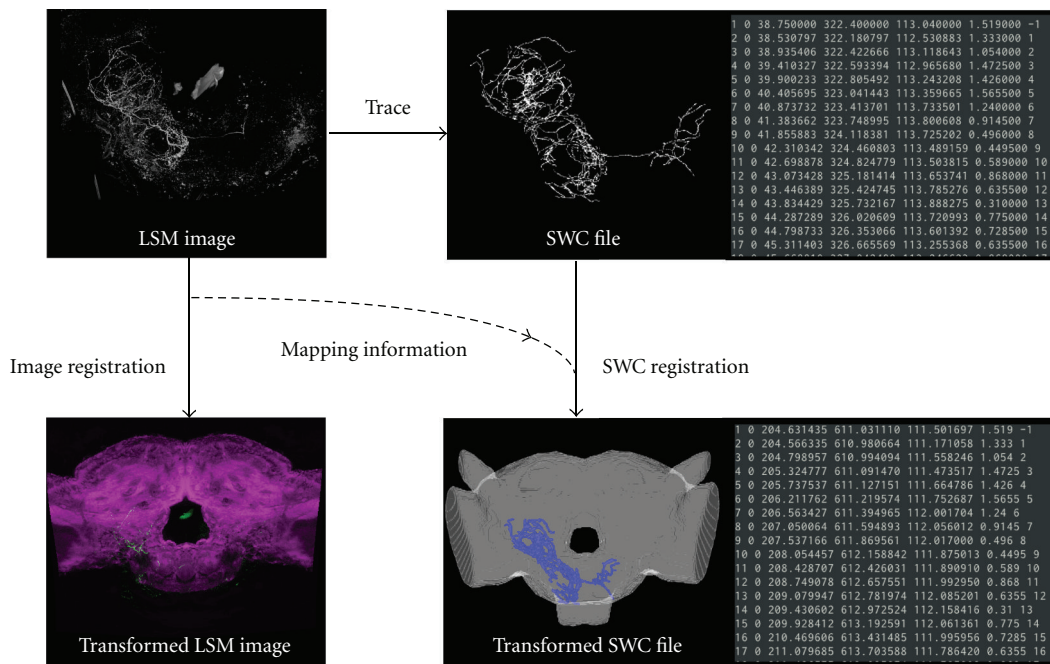 1 0 38.750000 322.400000 113.040000 1.519000 -1
2 0 38.530797 322.180797 112.530883 1.333000 1
3 0 38.935406 322.422666 113.118643 1.054000 2
4 0 39.410327 322.593394 112.965680 1.472500 3
5 0 39.900233 322.805492 113.243208 1.426000 4
6 0 40.405695 323.041443 113.359665 1.565500 5
7 0 40.873732 323.413701 113.733501 1.240000 6
8 0 41.383662 323.748995 113.800608 0.914500 7
9 0 41.855883 324.118381 113.725202 0.496000 8
10 0 42.310342 324.460803 113.489159 0.449500 9
11 0 42.698878 324.824779 113.503815 0.589000 10
12 0 43.073428 325.181414 113.653741 0.868000 11
13 0 43.446389 325.424745 113.785276 0.635500 12
14 0 43.834429 325.732167 113.888275 0.310000 13
15 0 44.287289 326.020609 113.720993 0.775000 14
16 0 44.798733 326.353066 113.601392 0.728500 15
17 0 45.311403 326.665569 113.255368 0.635500 16
Trace
LSM image
SWC file
Mapping information
Image registration
SWC registration
1 0 204.631435 611.031110 111.501697 1.519 -1
2 0 204.566335 610.980664 111.171058 1.333 1
3 0 204.798957 610.994094 111.558246 1.054 2
4 0 205.324777 611.091470 111.473517 1.4725 3
5 0 205.737537 611.127151 111.664786 1.426 4
6 0 206.211762 611.219574 111.752687 1.5655 5
7 0 206.563427 611.394965 112.001704 1.24 6
8 0 207.050064 611.594893 112.056012 0.9145 7
9 0 207.537166 611.869561 112.017000 0.496 8
10 0 208.054457 612.158842 111.875013 0.4495 9
11 0 208.428707 612.426031 111.890910 0.589 10
12 0 208.749078 612.657551 111.992950 0.868 11
13 0 209.079947 612.781974 112.085201 0.6355 12
14 0 209.430602 612.972524 112.158416 0.31 13
15 0 209.928412 613.192591 112.061361 0.775 14
16 0 210.469606 613.431485 111.995956 0.7285 15
17 0 211.079685 613.703588 111.786420 0.6355 16
Transformed LSM image
Transformed SWC file